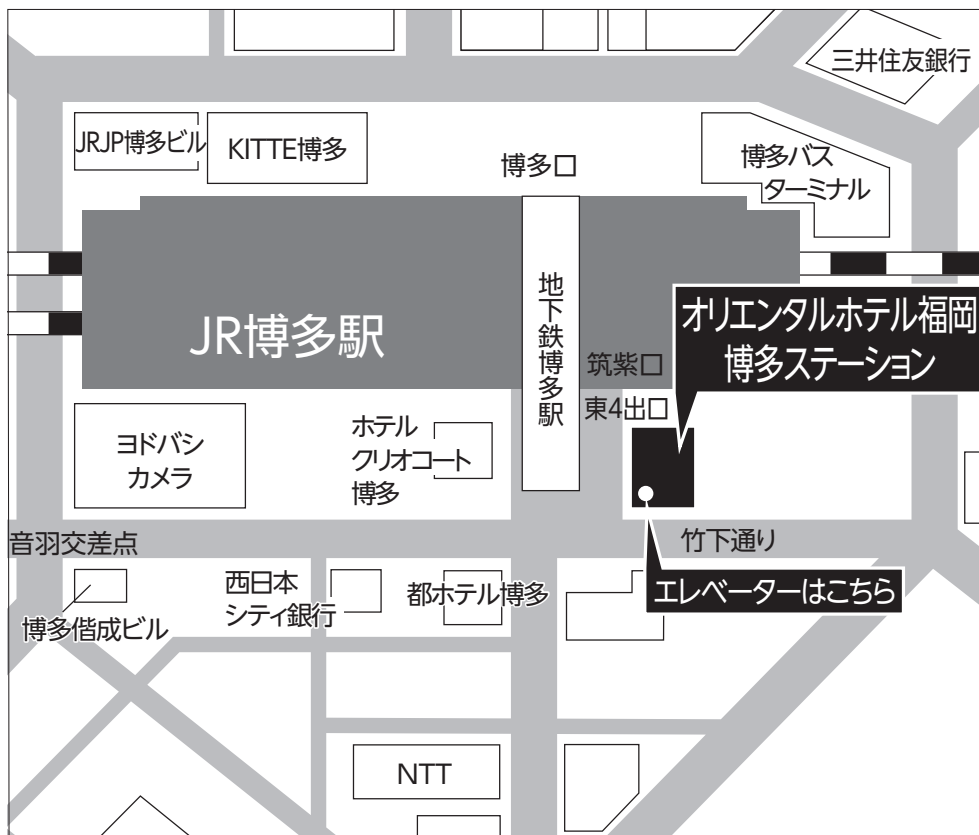 三井住友銀行
JRJP博多ビル
KITTE博多
博多口
博多バス
ターミナル
地下鉄博多駅
JR博多駅
オリエンタルホテル福岡
博多ステーション
筑紫口
東4出口
ヨドバシ
カメラ
ホテル
クリオコート
博多
音羽交差点
竹下通り
エレベーターはこちら
博多偕成ビル
西日本
シティ銀行
都ホテル博多
NTT